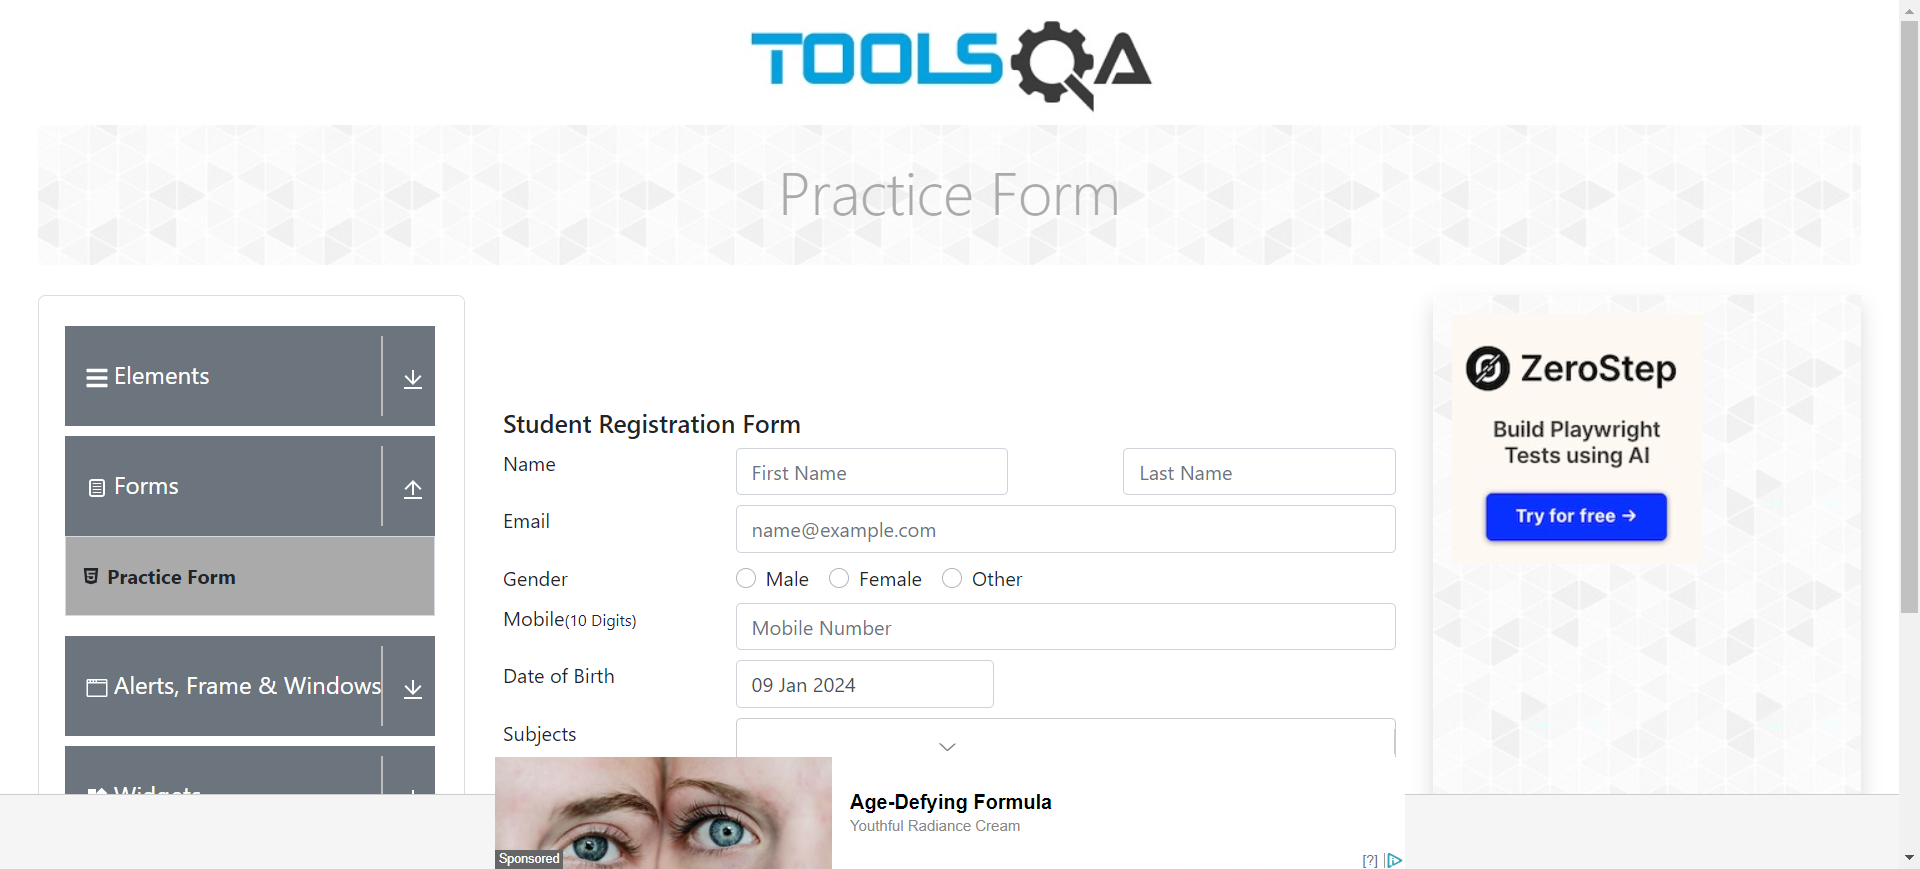 TOOLSQA
Practice Form
Elements
Forms
Practice Form
Alerts, Frame & Windows
Widgets
Student Registration Form
Name
First Name
Last Name
Email
name@example.com
Gender
Male
Female
Other
Mobile(10 Digits)
Mobile Number
Date of Birth
09 Jan 2024
Subjects
ZeroStep
Build Playwright
Tests using AI
Try for free →
Age-Defying Formula
Youthful Radiance Cream
Sponsored
[?]